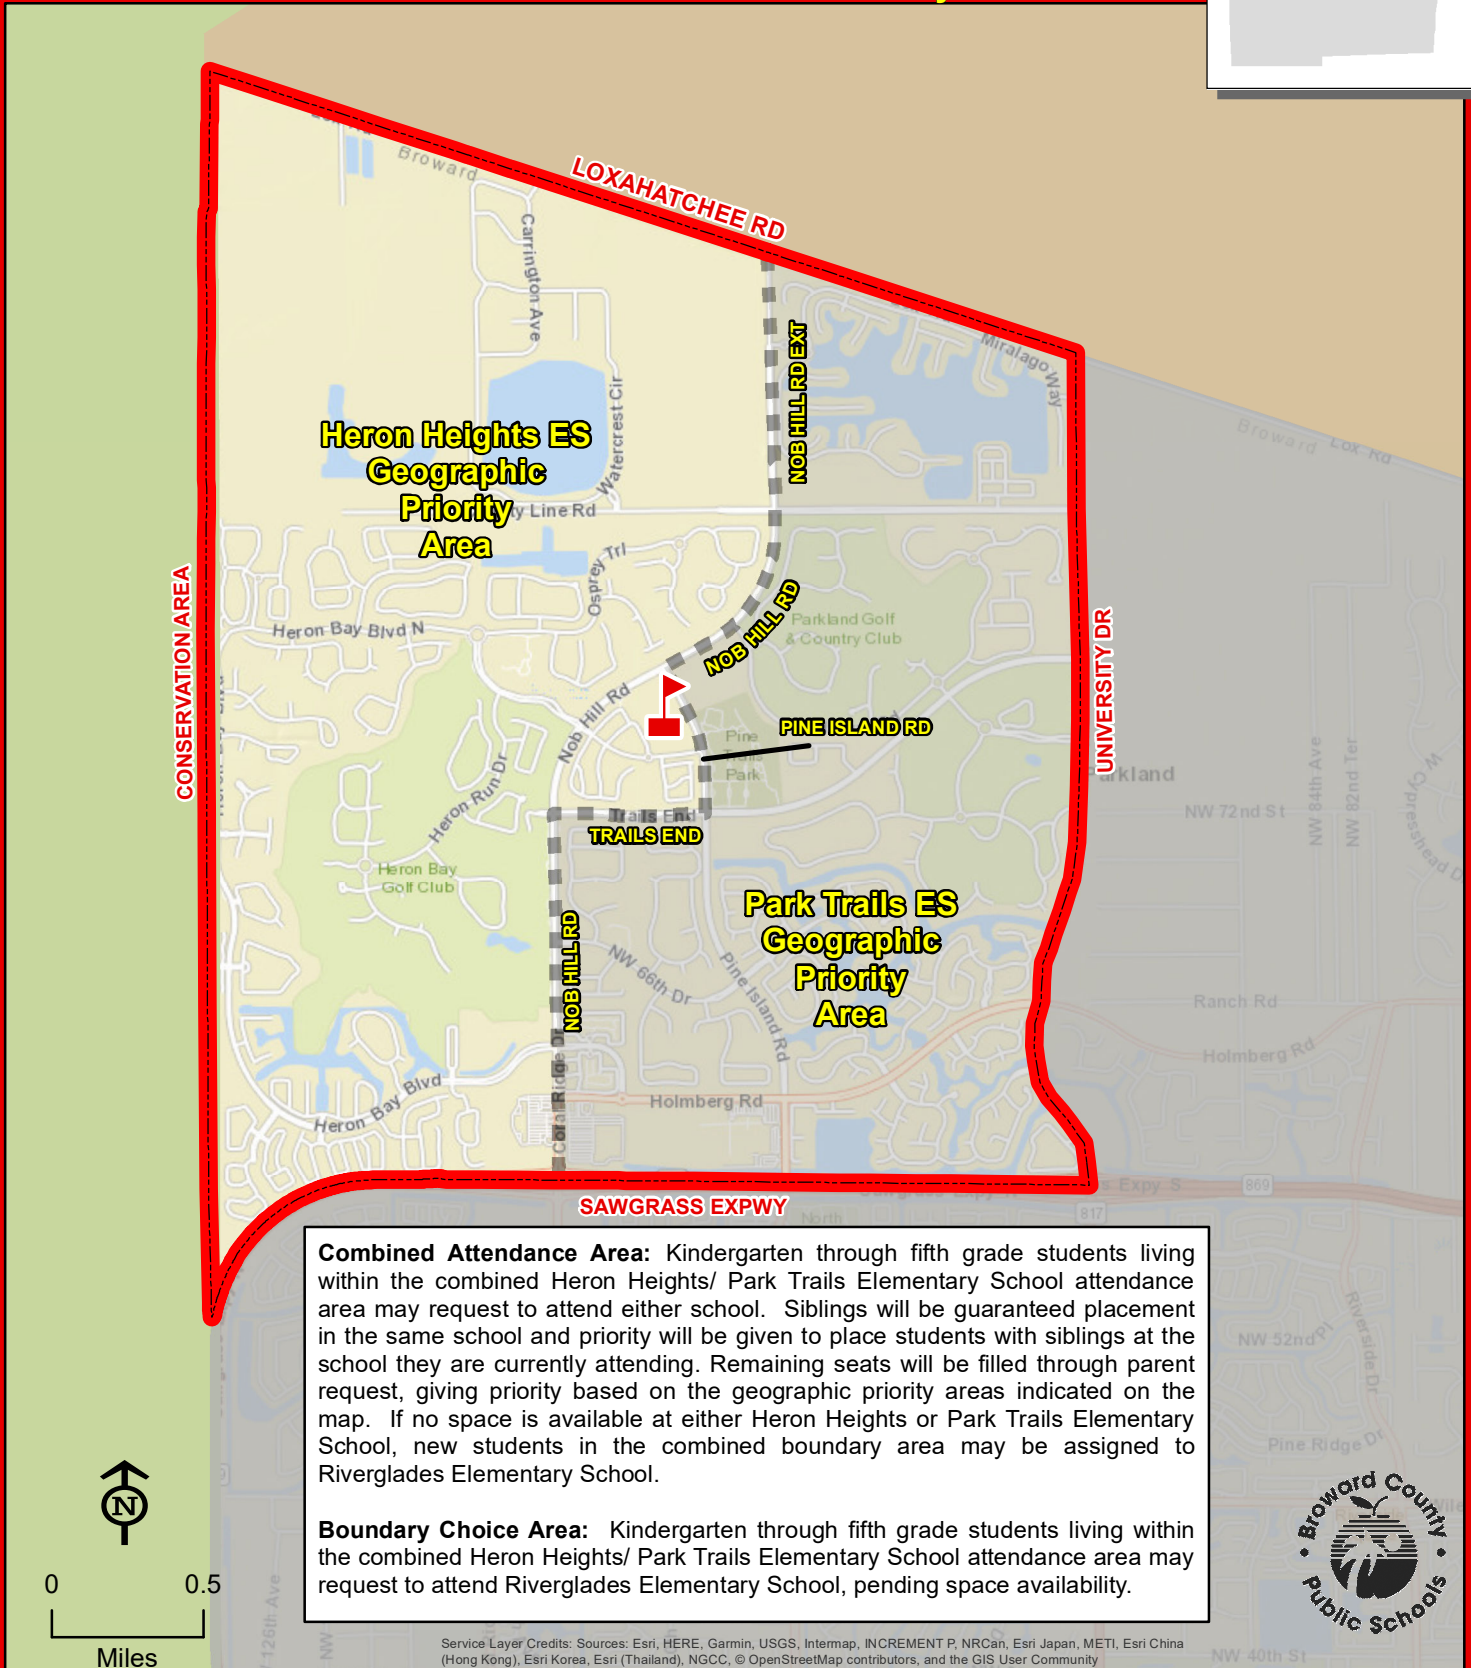 LOXAHATCHEE RD
Broward
Carrington Ave
NOB HILL RD EXT
Miralago Way
Watercrest Cir
Broward
Lox Rd
Heron Heights ES
Geographic
Priority
Area
ty Line Rd
Osprey Trl
CONSERVATION AREA
Heron Bay Blvd N
NOB HILL RD
Parkland Golf
& Country Club
UNIVERSITY DR
Nob Hill Rd
PINE ISLAND RD
Pine
Trails
Park
Parkland
NW 84th Ave
NW 82nd Ter
W Cypresshead D
Heron Run Dr
NW 72nd St
Trails End
TRAILS END
Heron Bay
Golf Club
Park Trails ES
Geographic
Priority
Area
NOB HILL RD
NW 66th Dr
Pine Island Rd
Ranch Rd
Holmberg Rd
Coral Ridge Dr
Heron Bay Blvd
Holmberg Rd
s Expy S
869
817
SAWGRASS EXPWY
North
Combined Attendance Area: Kindergarten through fifth grade students living
within the combined Heron Heights/ Park Trails Elementary School attendance
area may request to attend either school. Siblings will be guaranteed placement
in the same school and priority will be given to place students with siblings at the
school they are currently attending. Remaining seats will be filled through parent
request, giving priority based on the geographic priority areas indicated on the
map. If no space is available at either Heron Heights or Park Trails Elementary
School, new students in the combined boundary area may be assigned to
Riverglades Elementary School.
Boundary Choice Area: Kindergarten through fifth grade students living within
the combined Heron Heights/ Park Trails Elementary School attendance area may
request to attend Riverglades Elementary School, pending space availability.
Riverside Dr
NW 52nd Pl
Pine Ridge Dr
Wile
N
0 0.5
Miles
126th Ave
NW
Broward County
Public Schools
NW 40th St
Service Layer Credits: Sources: Esri, HERE, Garmin, USGS, Intermap, INCREMENT P, NRCan, Esri Japan, METI, Esri China
(Hong Kong), Esri Korea, Esri (Thailand), NGCC, © OpenStreetMap contributors, and the GIS User Community